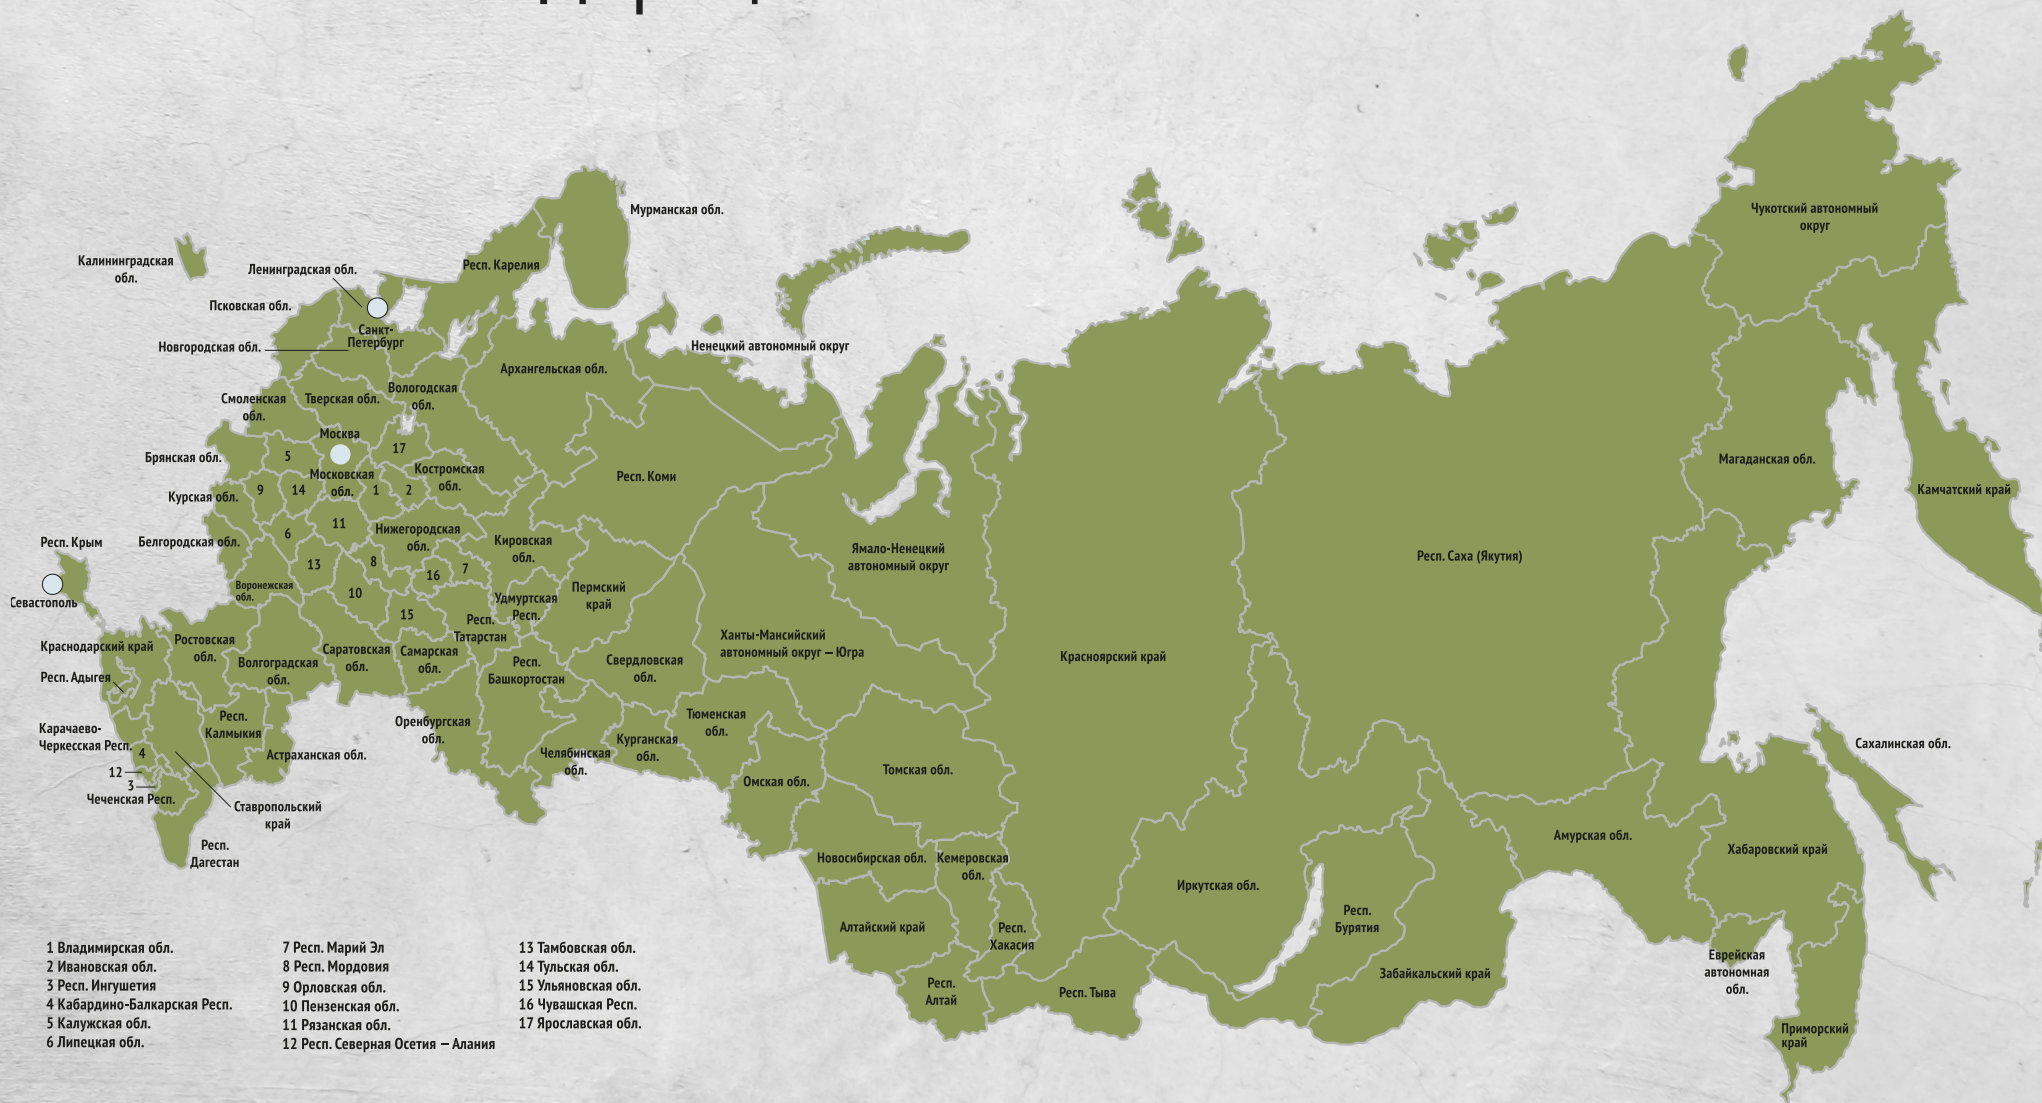 Мурманская обл.
Чукотский автономный
округ
Калининградская
обл.
Ленинградская обл.
Респ. Карелия
Псковская обл.
Санкт-
Петербург
Новгородская обл.
Ненецкий автономный округ
Архангельская обл.
Вологодская
обл.
Смоленская
обл.
Тверская обл.
Москва
17
Брянская обл.
5
Московская
обл.
Костромская
обл.
Респ. Коми
Магаданская обл.
Камчатский край
Курская обл.
9
14
1
2
11
6
Нижегородская
обл.
Кировская
обл.
Респ. Крым
Белгородская обл.
Ямало-Ненецкий
автономный округ
Респ. Саха (Якутия)
13
8
16
7
Воронежская
обл.
10
Удмуртская
Респ.
Пермский
край
Севастополь
15
Респ.
Татарстан
Ханты-Мансийский
автономный округ — Югра
Краснодарский край
Ростовская
обл.
Волгоградская
обл.
Саратовская
обл.
Самарская
обл.
Респ.
Башкортостан
Свердловская
обл.
Красноярский край
Респ. Адыгея
Респ.
Калмыкия
Оренбургская
обл.
Тюменская
обл.
Карачаево-
Черкесская Респ.
4
Астраханская обл.
Челябинская
обл.
Курганская
обл.
Сахалинская обл.
12
3
Чеченская Респ.
Ставропольский
край
Омская обл.
Томская обл.
Респ.
Дагестан
Новосибирская обл.
Кемеровская
обл.
Амурская обл.
Хабаровский край
Иркутская обл.
Алтайский край
Респ.
Хакасия
Респ.
Бурятия
Забайкальский край
Еврейская
автономная
обл.
Респ.
Алтай
Респ. Тыва
Приморский
край
1 Владимирская обл.
2 Ивановская обл.
3 Респ. Ингушетия
4 Кабардино-Балкарская Респ.
5 Калужская обл.
6 Липецкая обл.
7 Респ. Марий Эл
8 Респ. Мордовия
9 Орловская обл.
10 Пензенская обл.
11 Рязанская обл.
12 Респ. Северная Осетия — Алания
13 Тамбовская обл.
14 Тульская обл.
15 Ульяновская обл.
16 Чувашская Респ.
17 Ярославская обл.